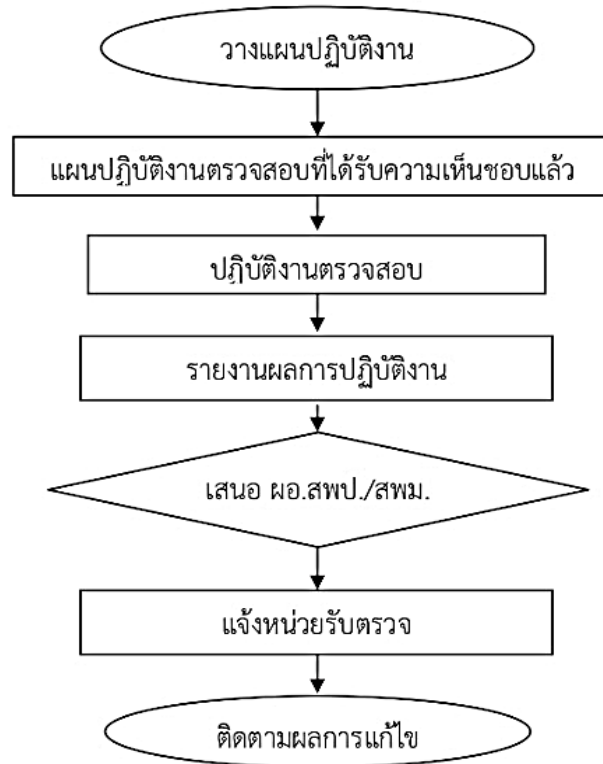 วางแผนปฏิบัติงาน
แผนปฏิบัติงานตรวจสอบที่ได้รับความเห็นชอบแล้ว
ปฏิบัติงานตรวจสอบ
รายงานผลการปฏิบัติงาน
เสนอ ผอ.สพป./สพม.
แจ้งหน่วยรับตรวจ
ติดตามผลการแก้ไข